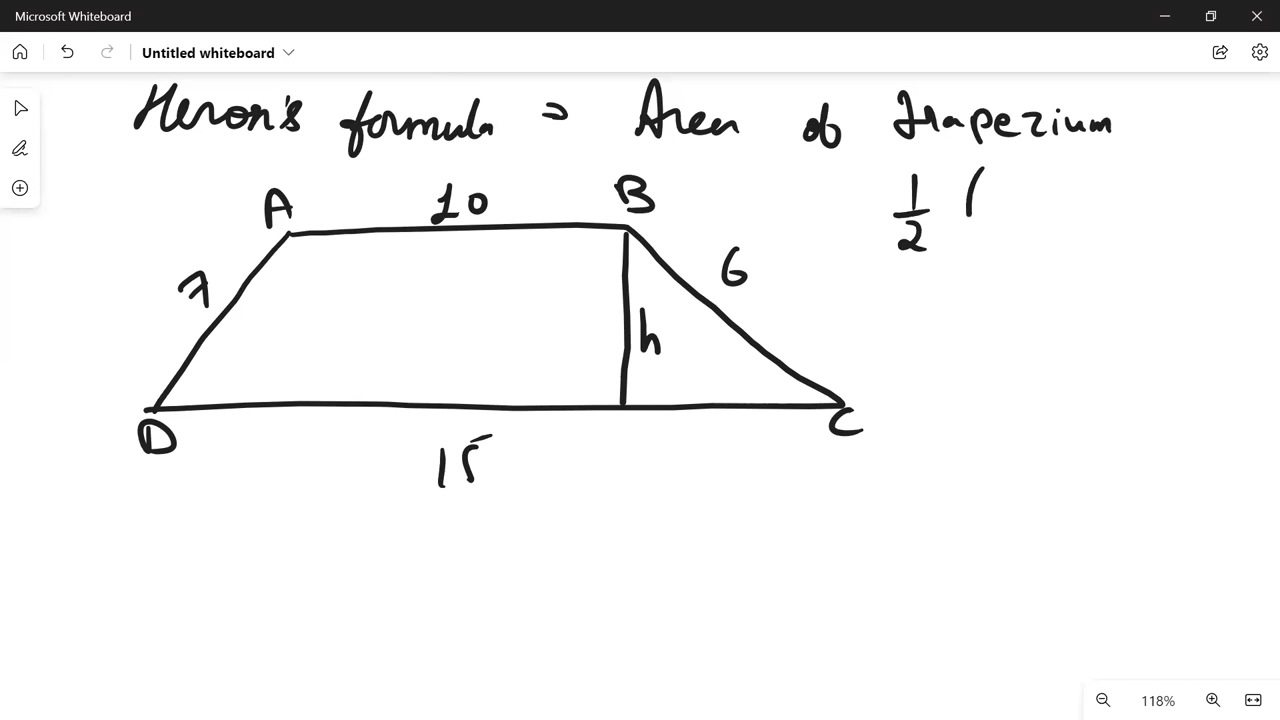 Microsoft Whiteboard
Untitled whiteboard
Heron's formula = Area of Trapezium
1/2 (
A 10 B
7 6
h
D C
15
118%